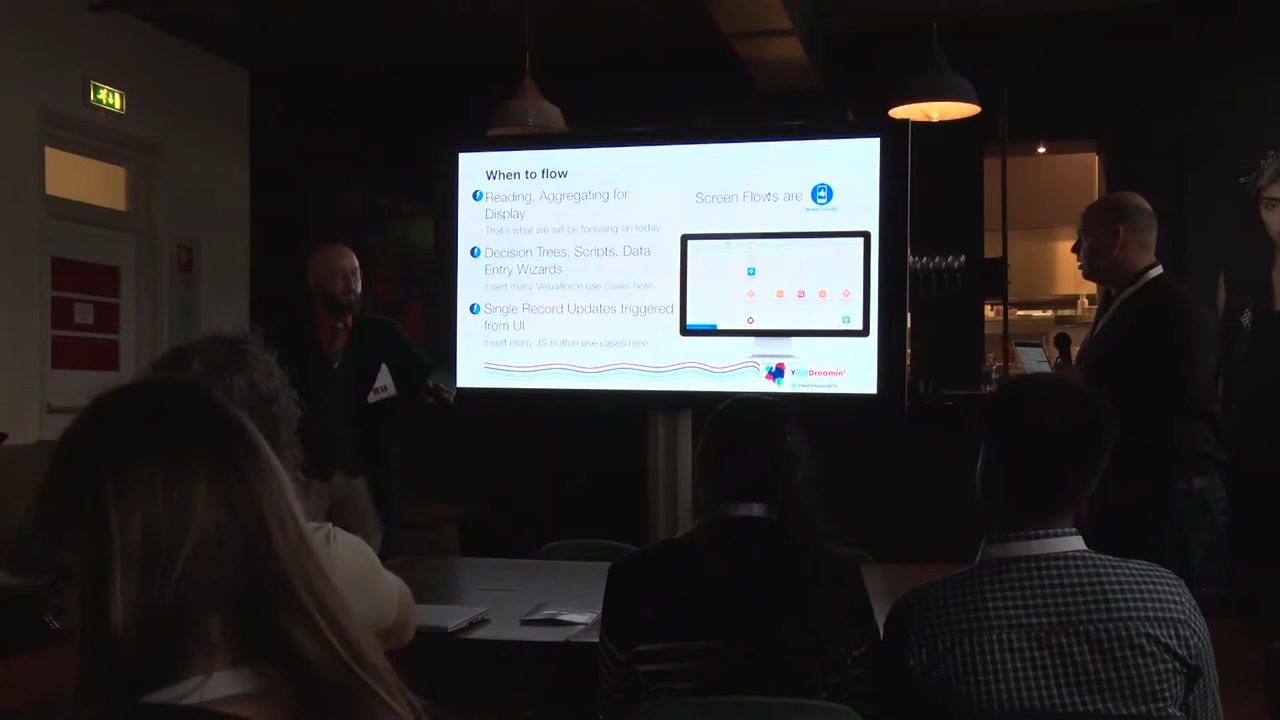 When to flow
Reading, Aggregating for
Display
That's what we will be focusing on today
Decision Trees, Scripts, Data
Entry Wizards
Insert many Visualforce use cases here
Single Record Updates triggered
from UI
Insert many JS Button use cases here
Screen Flows are
YeurDreamin'